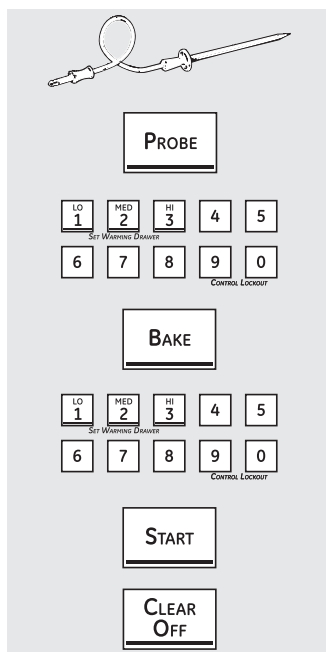 PROBE
LO MED HI
1 2 3 4 5
SET WARMING DRAWER
6 7 8 9 0
CONTROL LOCKOUT
BAKE
LO MED HI
1 2 3 4 5
SET WARMING DRAWER
6 7 8 9 0
CONTROL LOCKOUT
START
CLEAR
OFF